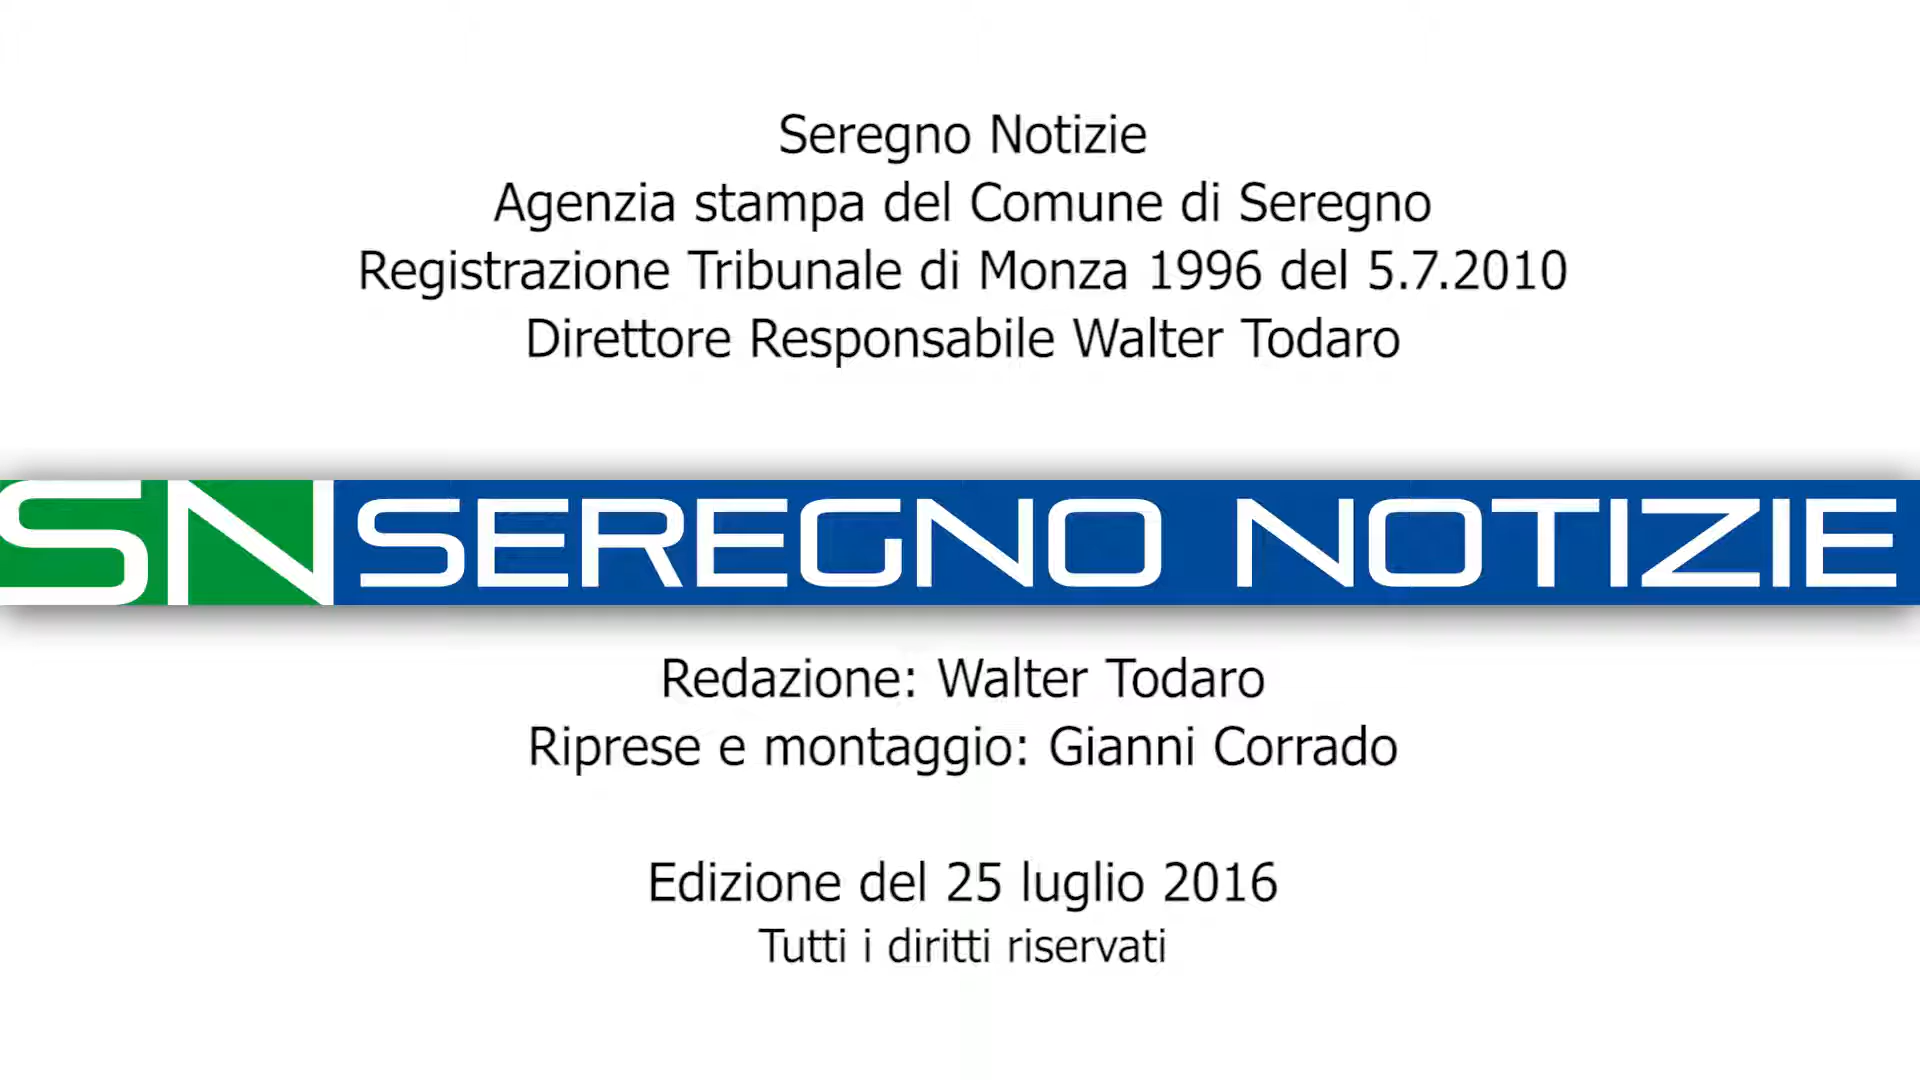 Seregno Notizie
Agenzia stampa del Comune di Seregno
Registrazione Tribunale di Monza 1996 del 5.7.2010
Direttore Responsabile Walter Todaro
SN SEREGNO NOTIZIE
Redazione: Walter Todaro
Riprese e montaggio: Gianni Corrado
Edizione del 25 luglio 2016
Tutti i diritti riservati